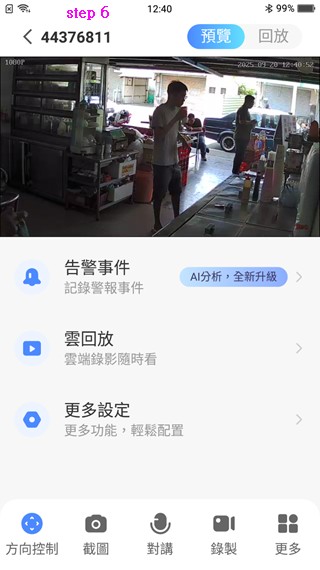 step 6
12:40
99%
44376811
預覽
回放
1080P
2025-09-26 12:40:52
告警事件
記錄警報事件
AI分析，全新升級
雲回放
雲端錄影隨時看
更多設定
更多功能，輕鬆配置
方向控制
截圖
對講
錄製
更多